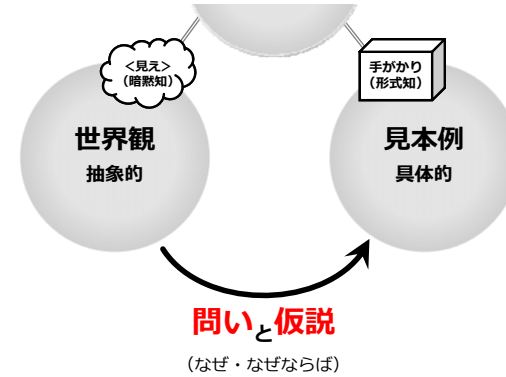 <見え>
(暗黙知)
手がかり
(形式知)
世界観
抽象的
見本例
具体的
問いと仮説
(なぜ・なぜならば)